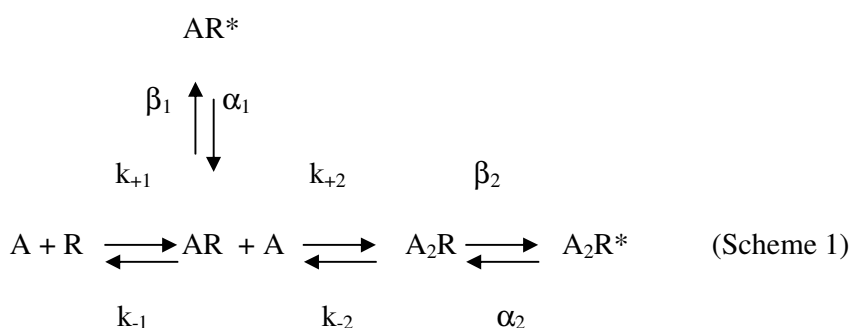 AR*
β₁ α₁
k₊₁ k₊₂ β₂
A + R AR + A A₂R A₂R* (Scheme 1)
k₋₁ k₋₂ α₂